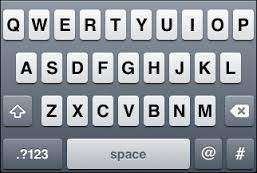 Q W E R T Y U I O P
A S D F G H J K L
Z X C V B N M
.?123 space @ #